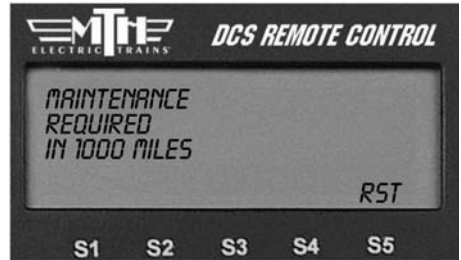 MTH
ELECTRIC TRAINS
DCS REMOTE CONTROL
MAINTENANCE
REQUIRED
IN 1000 MILES
RST
S1 S2 S3 S4 S5